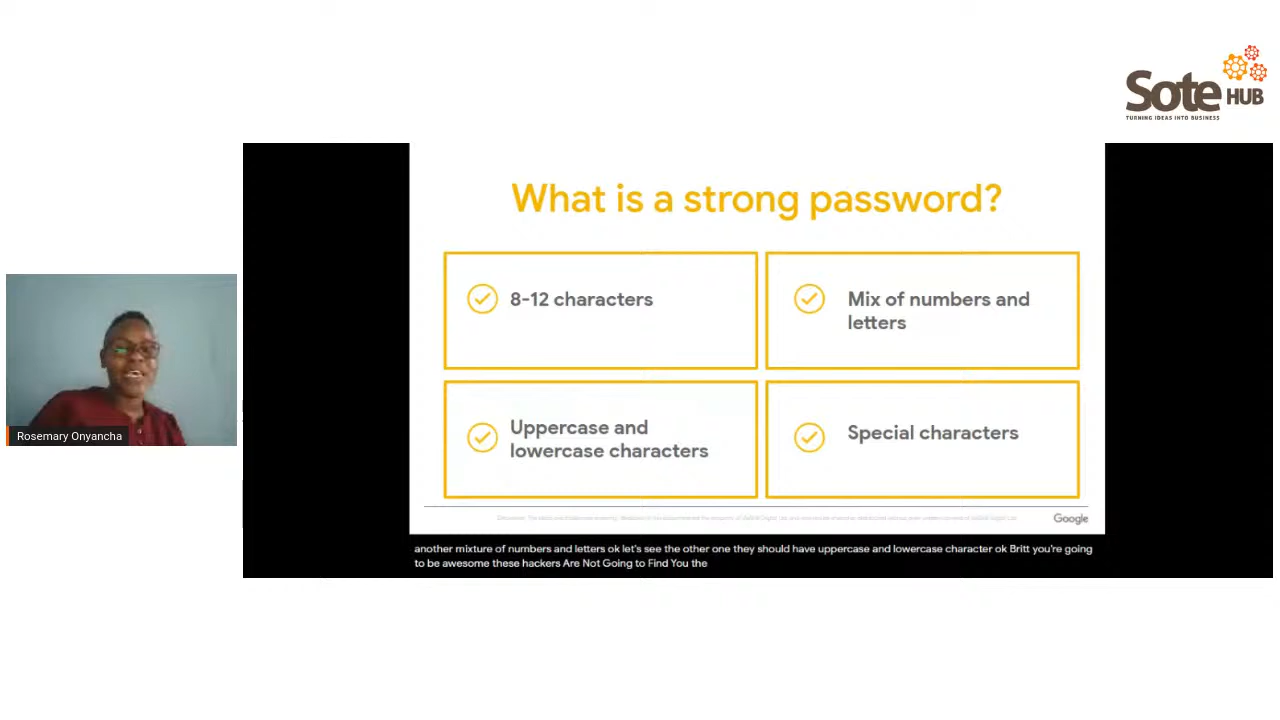 Sote HUB
TURNING IDEAS INTO BUSINESS
What is a strong password?
8-12 characters
Mix of numbers and
letters
Uppercase and
lowercase characters
Special characters
Google
another mixture of numbers and letters ok let's see the other one they should have uppercase and lowercase character ok Britt you're going
to be awesome these hackers Are Not Going to Find You the
Rosemary Onyancha